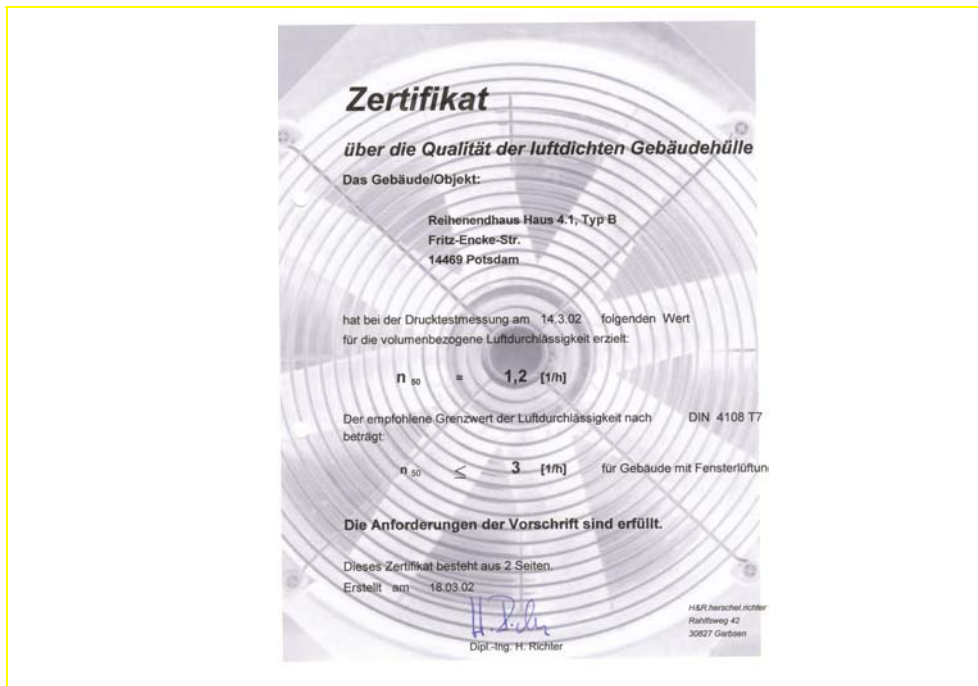 Zertifikat
über die Qualität der luftdichten Gebäudehülle
Das Gebäude/Objekt:
Reihenendhaus Haus 4.1, Typ B
Fritz-Encke-Str.
14469 Potsdam
hat bei der Drucktestmessung am 14.3.02 folgenden Wert
für die volumenbezogene Luftdurchlässigkeit erzielt:
n 50 = 1,2 [1/h]
Der empfohlene Grenzwert der Luftdurchlässigkeit nach DIN 4108 T7
beträgt:
n 50 ≤ 3 [1/h] für Gebäude mit Fensterlüftun
Die Anforderungen der Vorschrift sind erfüllt.
Dieses Zertifikat besteht aus 2 Seiten.
Erstellt am 18.03.02
Dipl.-Ing. H. Richter
H&R.herschel.richter
Rahlfsweg 42
30827 Garbsen